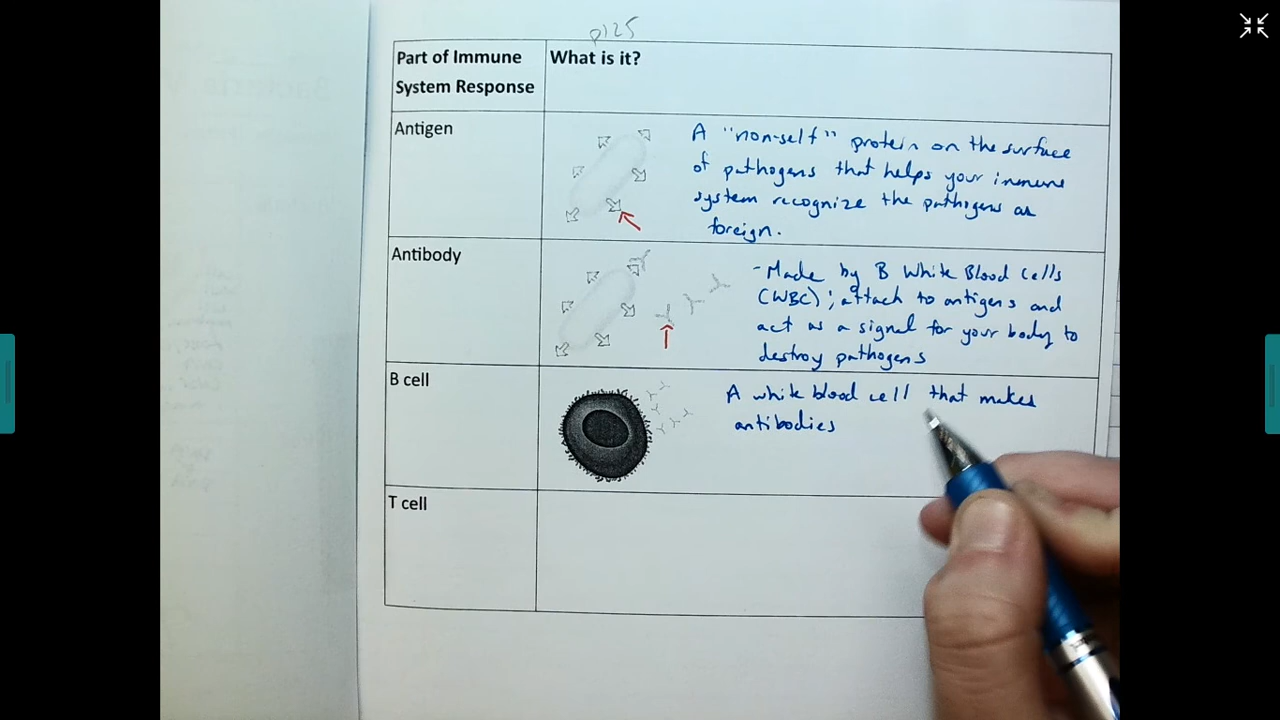 p125
Part of Immune
System Response
What is it?
Antigen
A "non-self" protein on the surface
of pathogens that helps your immune
system recognize the pathogens as
foreign.
Antibody
- Made by B White Blood cells
(WBC); attach to antigens and
act as a signal for your body to
destroy pathogens
B cell
A white blood cell that makes
antibodies
T cell